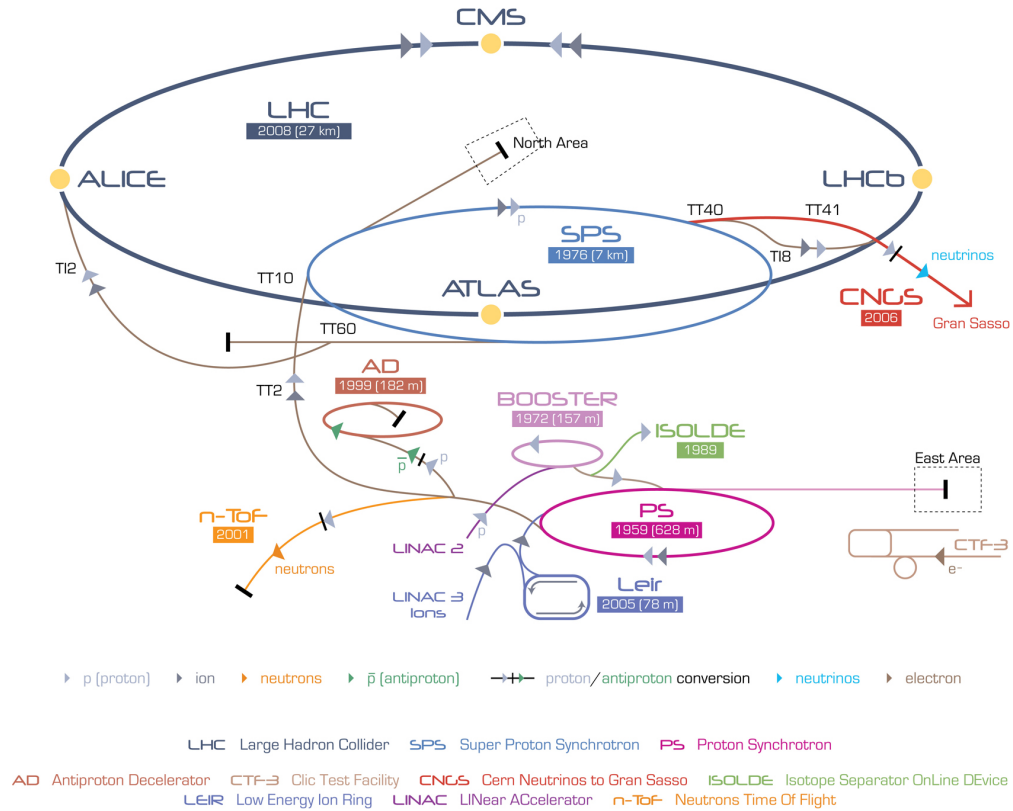 CMS
LHC
2008 (27 km)
North Area
ALICE
LHCb
TT40
TT41
p
SPS
1976 (7 km)
TI8
TI2
TT10
neutrinos
ATLAS
CNGS
2006
Gran Sasso
TT60
AD
1999 (182 m)
TT2
BOOSTER
1972 (157 m)
ISOLDE
1989
p̅
p
East Area
n-ToF
2001
PS
1959 (628 m)
p
LINAC 2
neutrons
CTF-3
e-
LINAC 3
Ions
Leir
2005 (78 m)
p (proton) ion neutrons p̅ (antiproton) proton/antiproton conversion neutrinos electron
LHC Large Hadron Collider SPS Super Proton Synchrotron PS Proton Synchrotron
AD Antiproton Decelerator CTF-3 Clic Test Facility CNGS Cern Neutrinos to Gran Sasso ISOLDE Isotope Separator OnLine DEvice
LEIR Low Energy Ion Ring LINAC LINear ACcelerator n-ToF Neutrons Time Of Flight